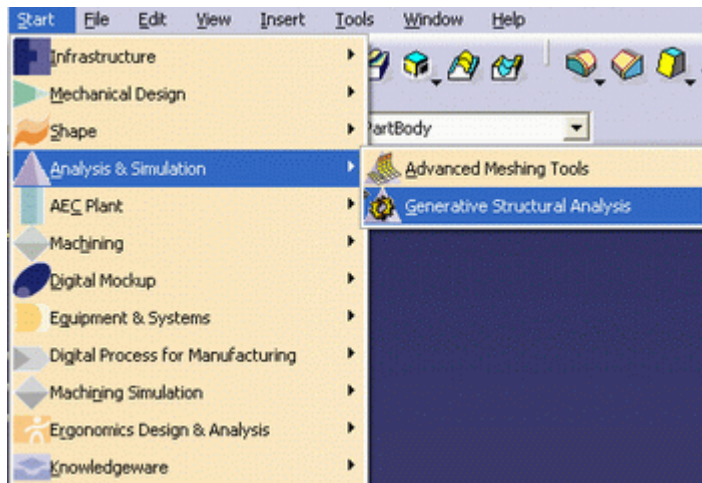 Start File Edit View Insert Tools Window Help
Infrastructure
Mechanical Design
Shape
PartBody
Analysis & Simulation
Advanced Meshing Tools
AEC Plant
Generative Structural Analysis
Machining
Digital Mockup
Equipment & Systems
Digital Process for Manufacturing
Machining Simulation
Ergonomics Design & Analysis
Knowledgeware